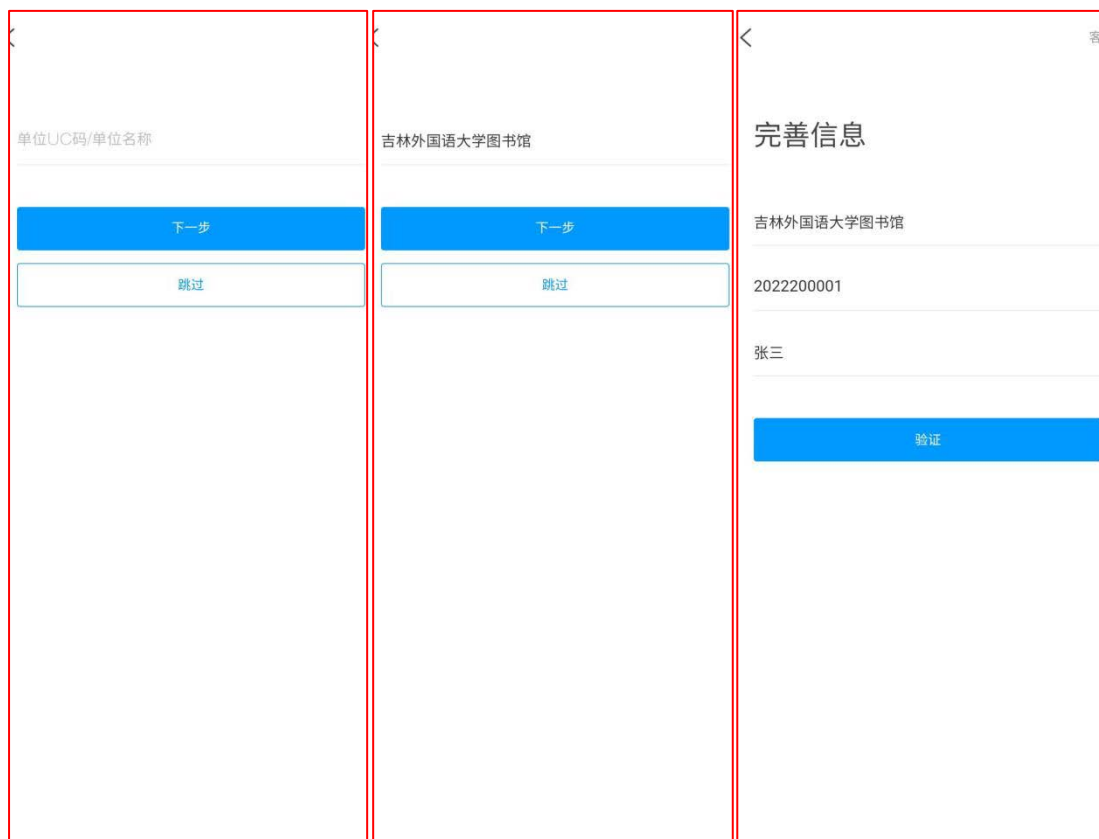 单位UC码/单位名称
下一步
跳过
吉林外国语大学图书馆
下一步
跳过
客
完善信息
吉林外国语大学图书馆
2022200001
张三
验证